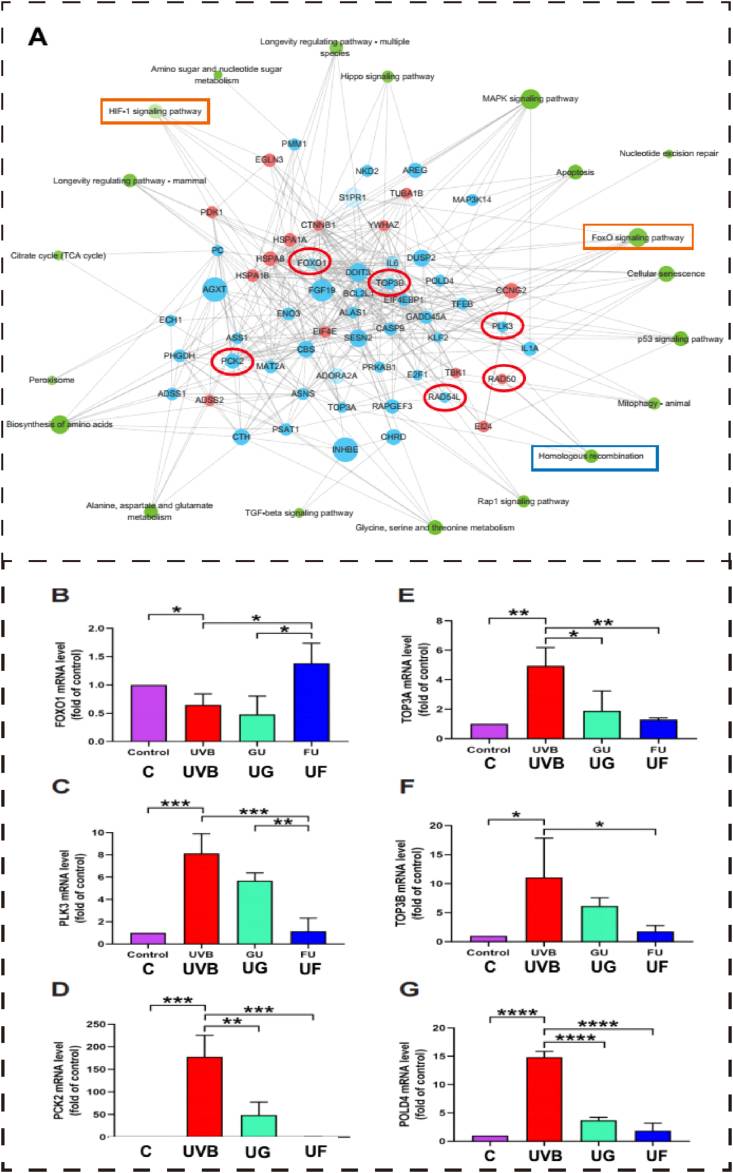 A
Longevity regulating pathway - multiple
species
Amino sugar and nucleotide sugar
metabolism
Hippo signaling pathway
MAPK signaling pathway
HIF-1 signaling pathway
PMM1
EGLN3
Nucleotide excision repair
NKD2
AREG
Apoptosis
Longevity regulating pathway - mammal
S1PR1
TUBA1B
MAP3K14
PDK1
CTNNB1
YWHAZ
HSPA1A
FoxO signaling pathway
PC
Citrate cycle (TCA cycle)
HSPA8
FOXO1
IL6
DUSP2
HSPA1B
DDIT3
TOP3B
POLD4
Cellular senescence
AGXT
FGF19
BCL2L1
EIF4EBP1
CCNG2
TFEB
ENO3
ALAS1
GADD45A
ECH1
EIF4E
CASP9
PLK3
ASS1
SESN2
KLF2
p53 signaling pathway
CBS
IL1A
PHGDH
PCK2
MAT2A
PRKAB1
ADORA2A
E2F1
TBK1
RAD50
Peroxisome
ADSS1
ADSS2
ASNS
RAD54L
Mitophagy - animal
TOP3A
RAPGEF3
Biosynthesis of amino acids
PSAT1
EI24
CTH
CHRD
INHBE
Homologous recombination
Alanine, aspartate and glutamate
metabolism
TGF-beta signaling pathway
Rap1 signaling pathway
Glycine, serine and threonine metabolism
B
*
*
*
FOXO1 mRNA level
(fold of control)
2.0
1.5
1.0
0.5
0.0
Control UVB GU FU
C UVB UG UF
E
**
**
*
TOP3A mRNA level
(fold of control)
8
6
4
2
0
Control UVB GU FU
C UVB UG UF
C
***
***
**
PLK3 mRNA level
(fold of control)
10
8
6
4
2
0
Control UVB GU FU
C UVB UG UF
F
*
*
TOP3B mRNA level
(fold of control)
20
15
10
5
0
Control UVB GU FU
C UVB UG UF
D
***
***
**
PCK2 mRNA level
(fold of control)
250
200
150
100
50
0
C UVB UG UF
G
****
****
****
POLD4 mRNA level
(fold of control)
20
15
10
5
0
C UVB UG UF